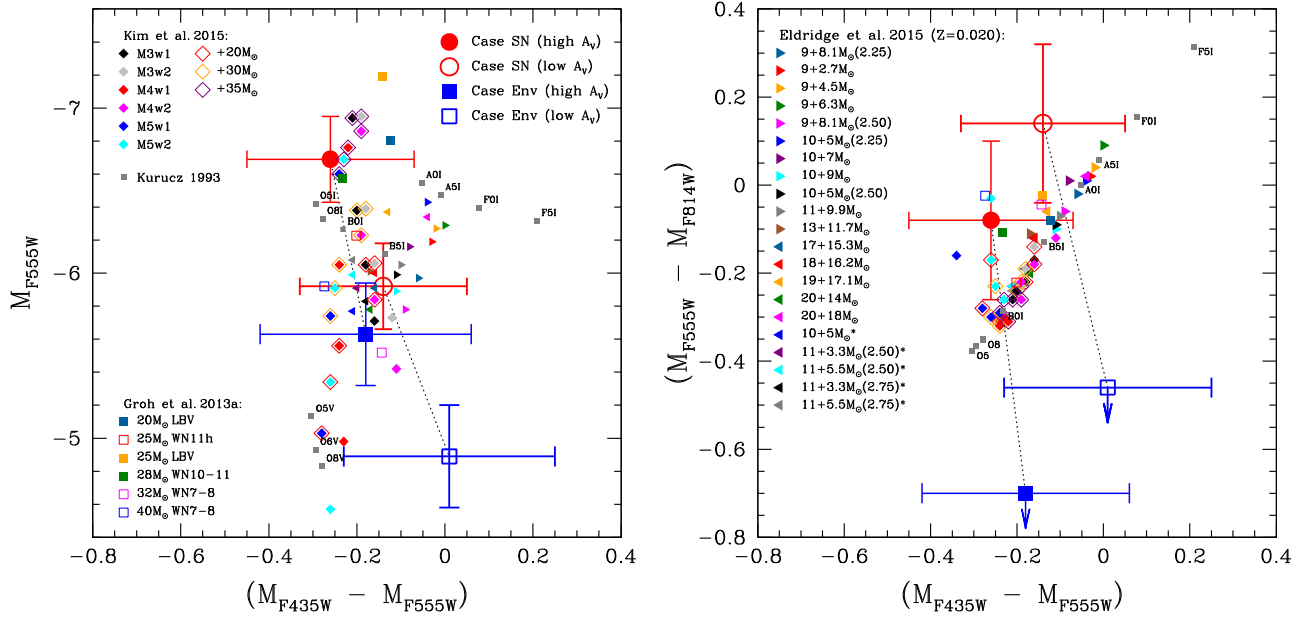 Kim et al. 2015:
M3w1
M3w2
M4w1
M4w2
M5w1
M5w2
+20M⊙
+30M⊙
+35M⊙
Kurucz 1993
Case SN (high Av)
Case SN (low Av)
Case Env (high Av)
Case Env (low Av)
O5I
O8I
B0I
B5I
A0I
A5I
F0I
F5I
O5V
O6V
O8V
Groh et al. 2013a:
20M⊙ LBV
25M⊙ WN11h
25M⊙ LBV
28M⊙ WN10-11
32M⊙ WN7-8
40M⊙ WN7-8
-7
-6
-5
M_F555W
-0.8 -0.6 -0.4 -0.2 0 0.2 0.4
(M_F435W - M_F555W)
Eldridge et al. 2015 (Z=0.020):
9+8.1M⊙(2.25)
9+2.7M⊙
9+4.5M⊙
9+6.3M⊙
9+8.1M⊙(2.50)
10+5M⊙(2.25)
10+7M⊙
10+9M⊙
10+5M⊙(2.50)
11+9.9M⊙
13+11.7M⊙
17+15.3M⊙
18+16.2M⊙
19+17.1M⊙
20+14M⊙
20+18M⊙
10+5M⊙*
11+3.3M⊙(2.50)*
11+5.5M⊙(2.50)*
11+3.3M⊙(2.75)*
11+5.5M⊙(2.75)*
F5I
F0I
A5I
A0I
B5I
B0I
O8
O5
0.4
0.2
0
-0.2
-0.4
-0.6
-0.8
(M_F555W - M_F814W)
-0.8 -0.6 -0.4 -0.2 0 0.2 0.4
(M_F435W - M_F555W)